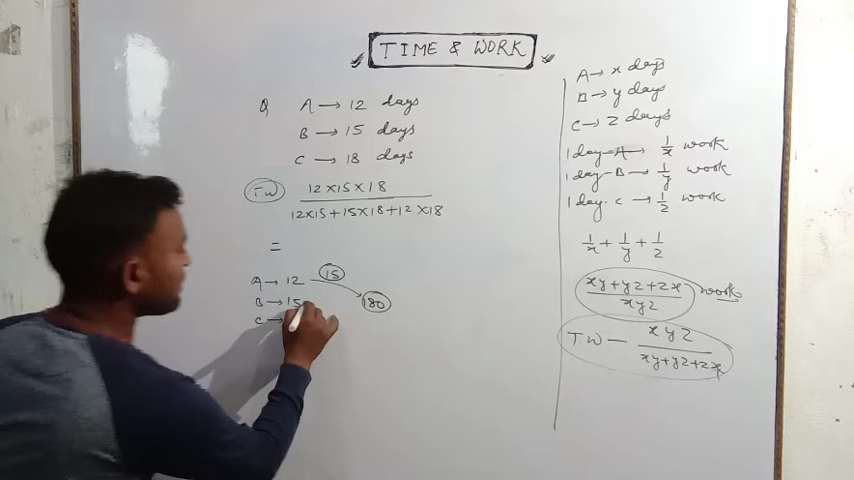 TIME & WORK
Q A → 12 days
B → 15 days
C → 18 days
T.W 12×15×18
12×15+15×18+12×18
=
A → 12 15
B → 15 180
C →
A → x days
B → y days
C → z days
1 day - A → 1/x work
1 day - B → 1/y work
1 day. C → 1/z work
1/x + 1/y + 1/z
xy+yz+zx
xyz
work
T.W — xyz
xy+yz+zx